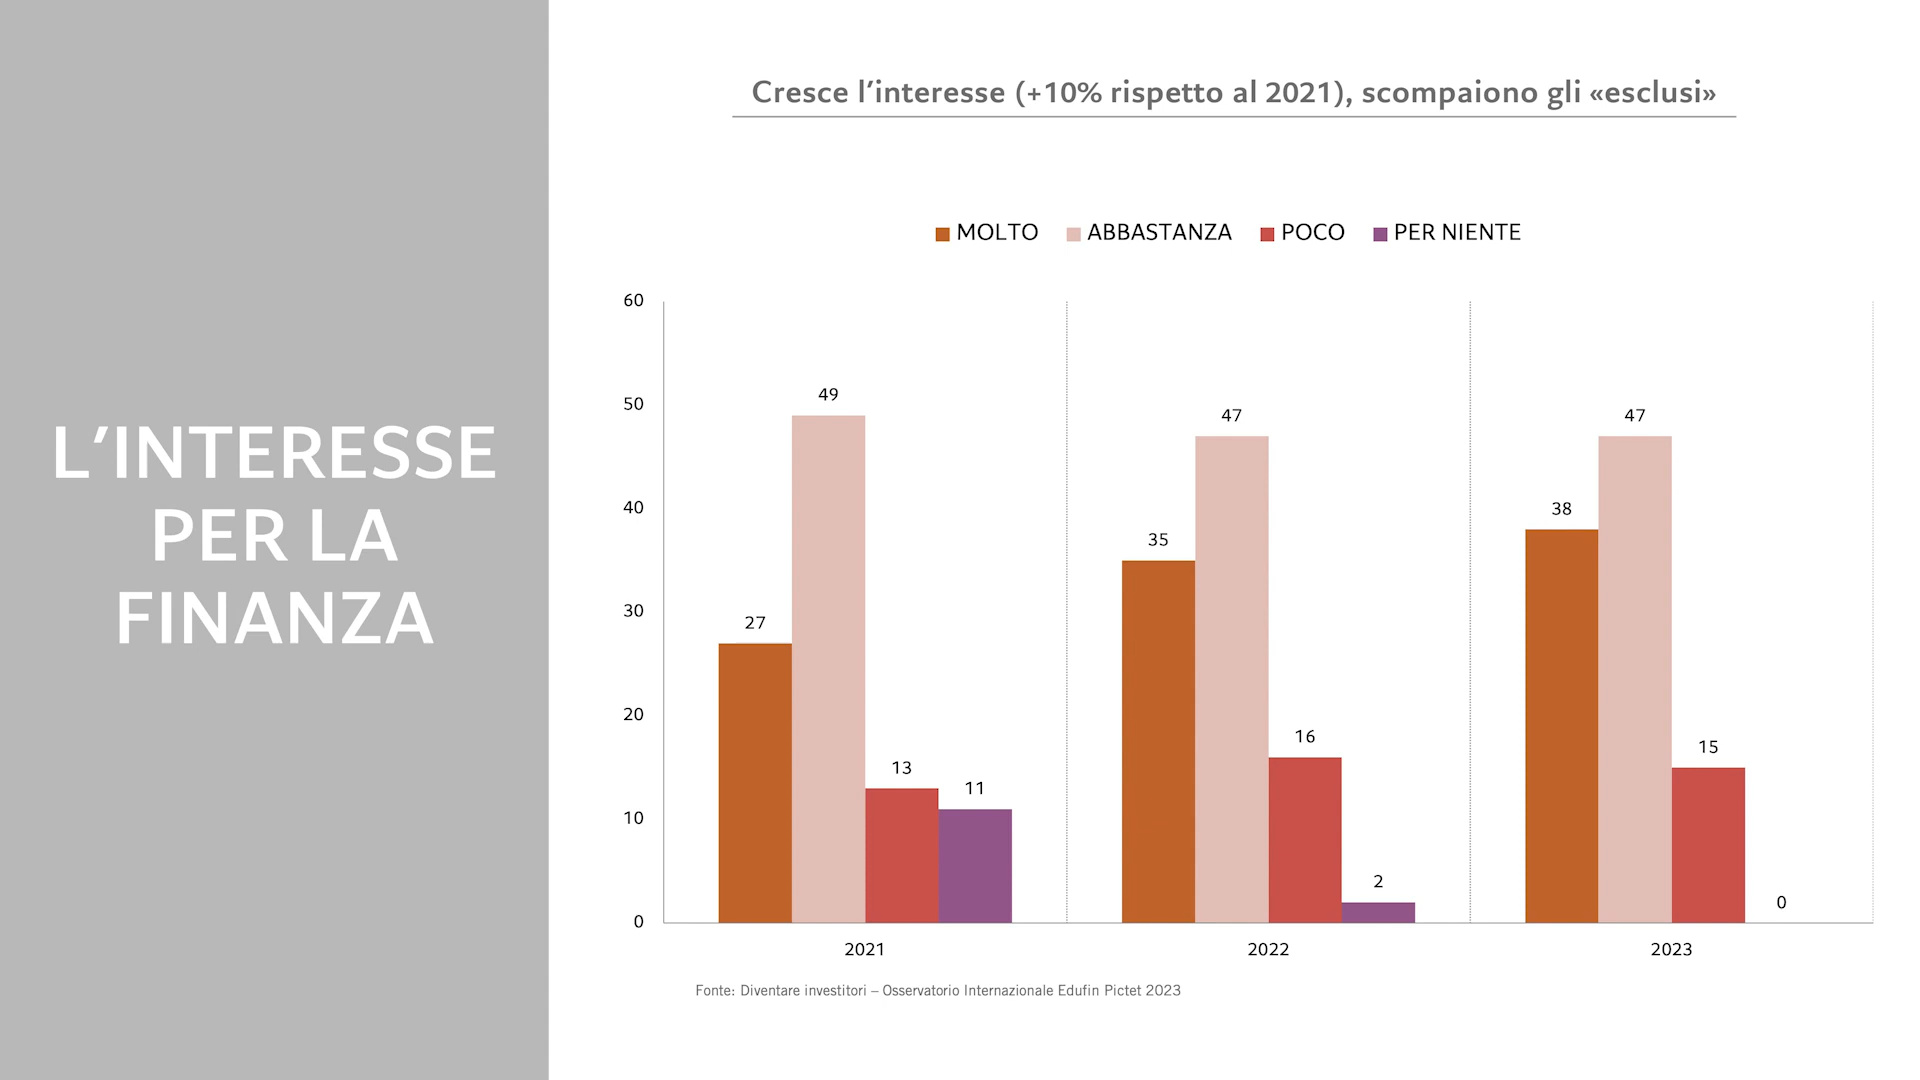 L'INTERESSE
PER LA
FINANZA
Cresce l'interesse (+10% rispetto al 2021), scompaiono gli «esclusi»
MOLTO ABBASTANZA POCO PER NIENTE
60
50
40
30
20
10
0
27
49
13
11
35
47
16
2
38
47
15
0
2021 2022 2023
Fonte: Diventare investitori – Osservatorio Internazionale Edufin Pictet 2023